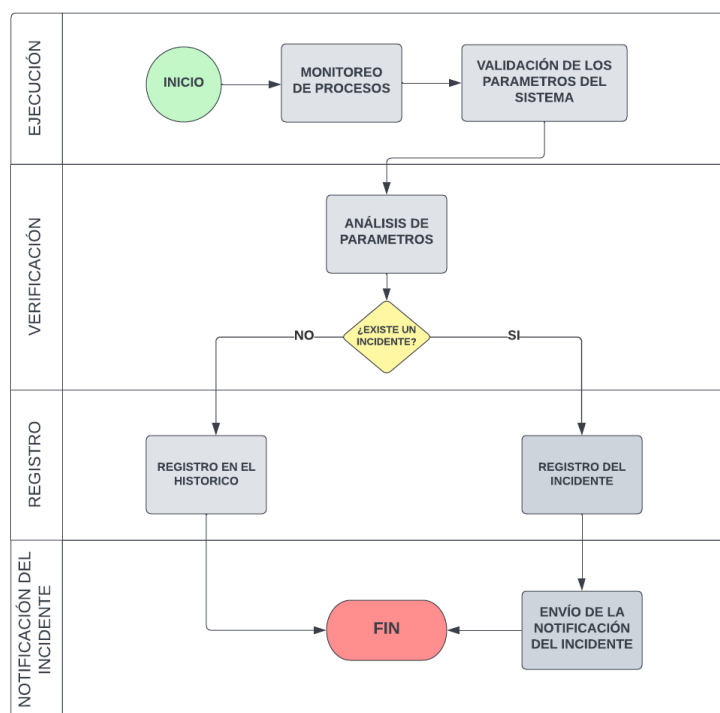 EJECUCIÓN
INICIO
MONITOREO
DE PROCESOS
VALIDACIÓN DE LOS
PARAMETROS DEL
SISTEMA
VERIFICACIÓN
ANÁLISIS DE
PARAMETROS
¿EXISTE UN
INCIDENTE?
NO
SI
REGISTRO
REGISTRO EN EL
HISTORICO
REGISTRO DEL
INCIDENTE
NOTIFICACIÓN DEL
INCIDENTE
FIN
ENVÍO DE LA
NOTIFICACIÓN
DEL INCIDENTE